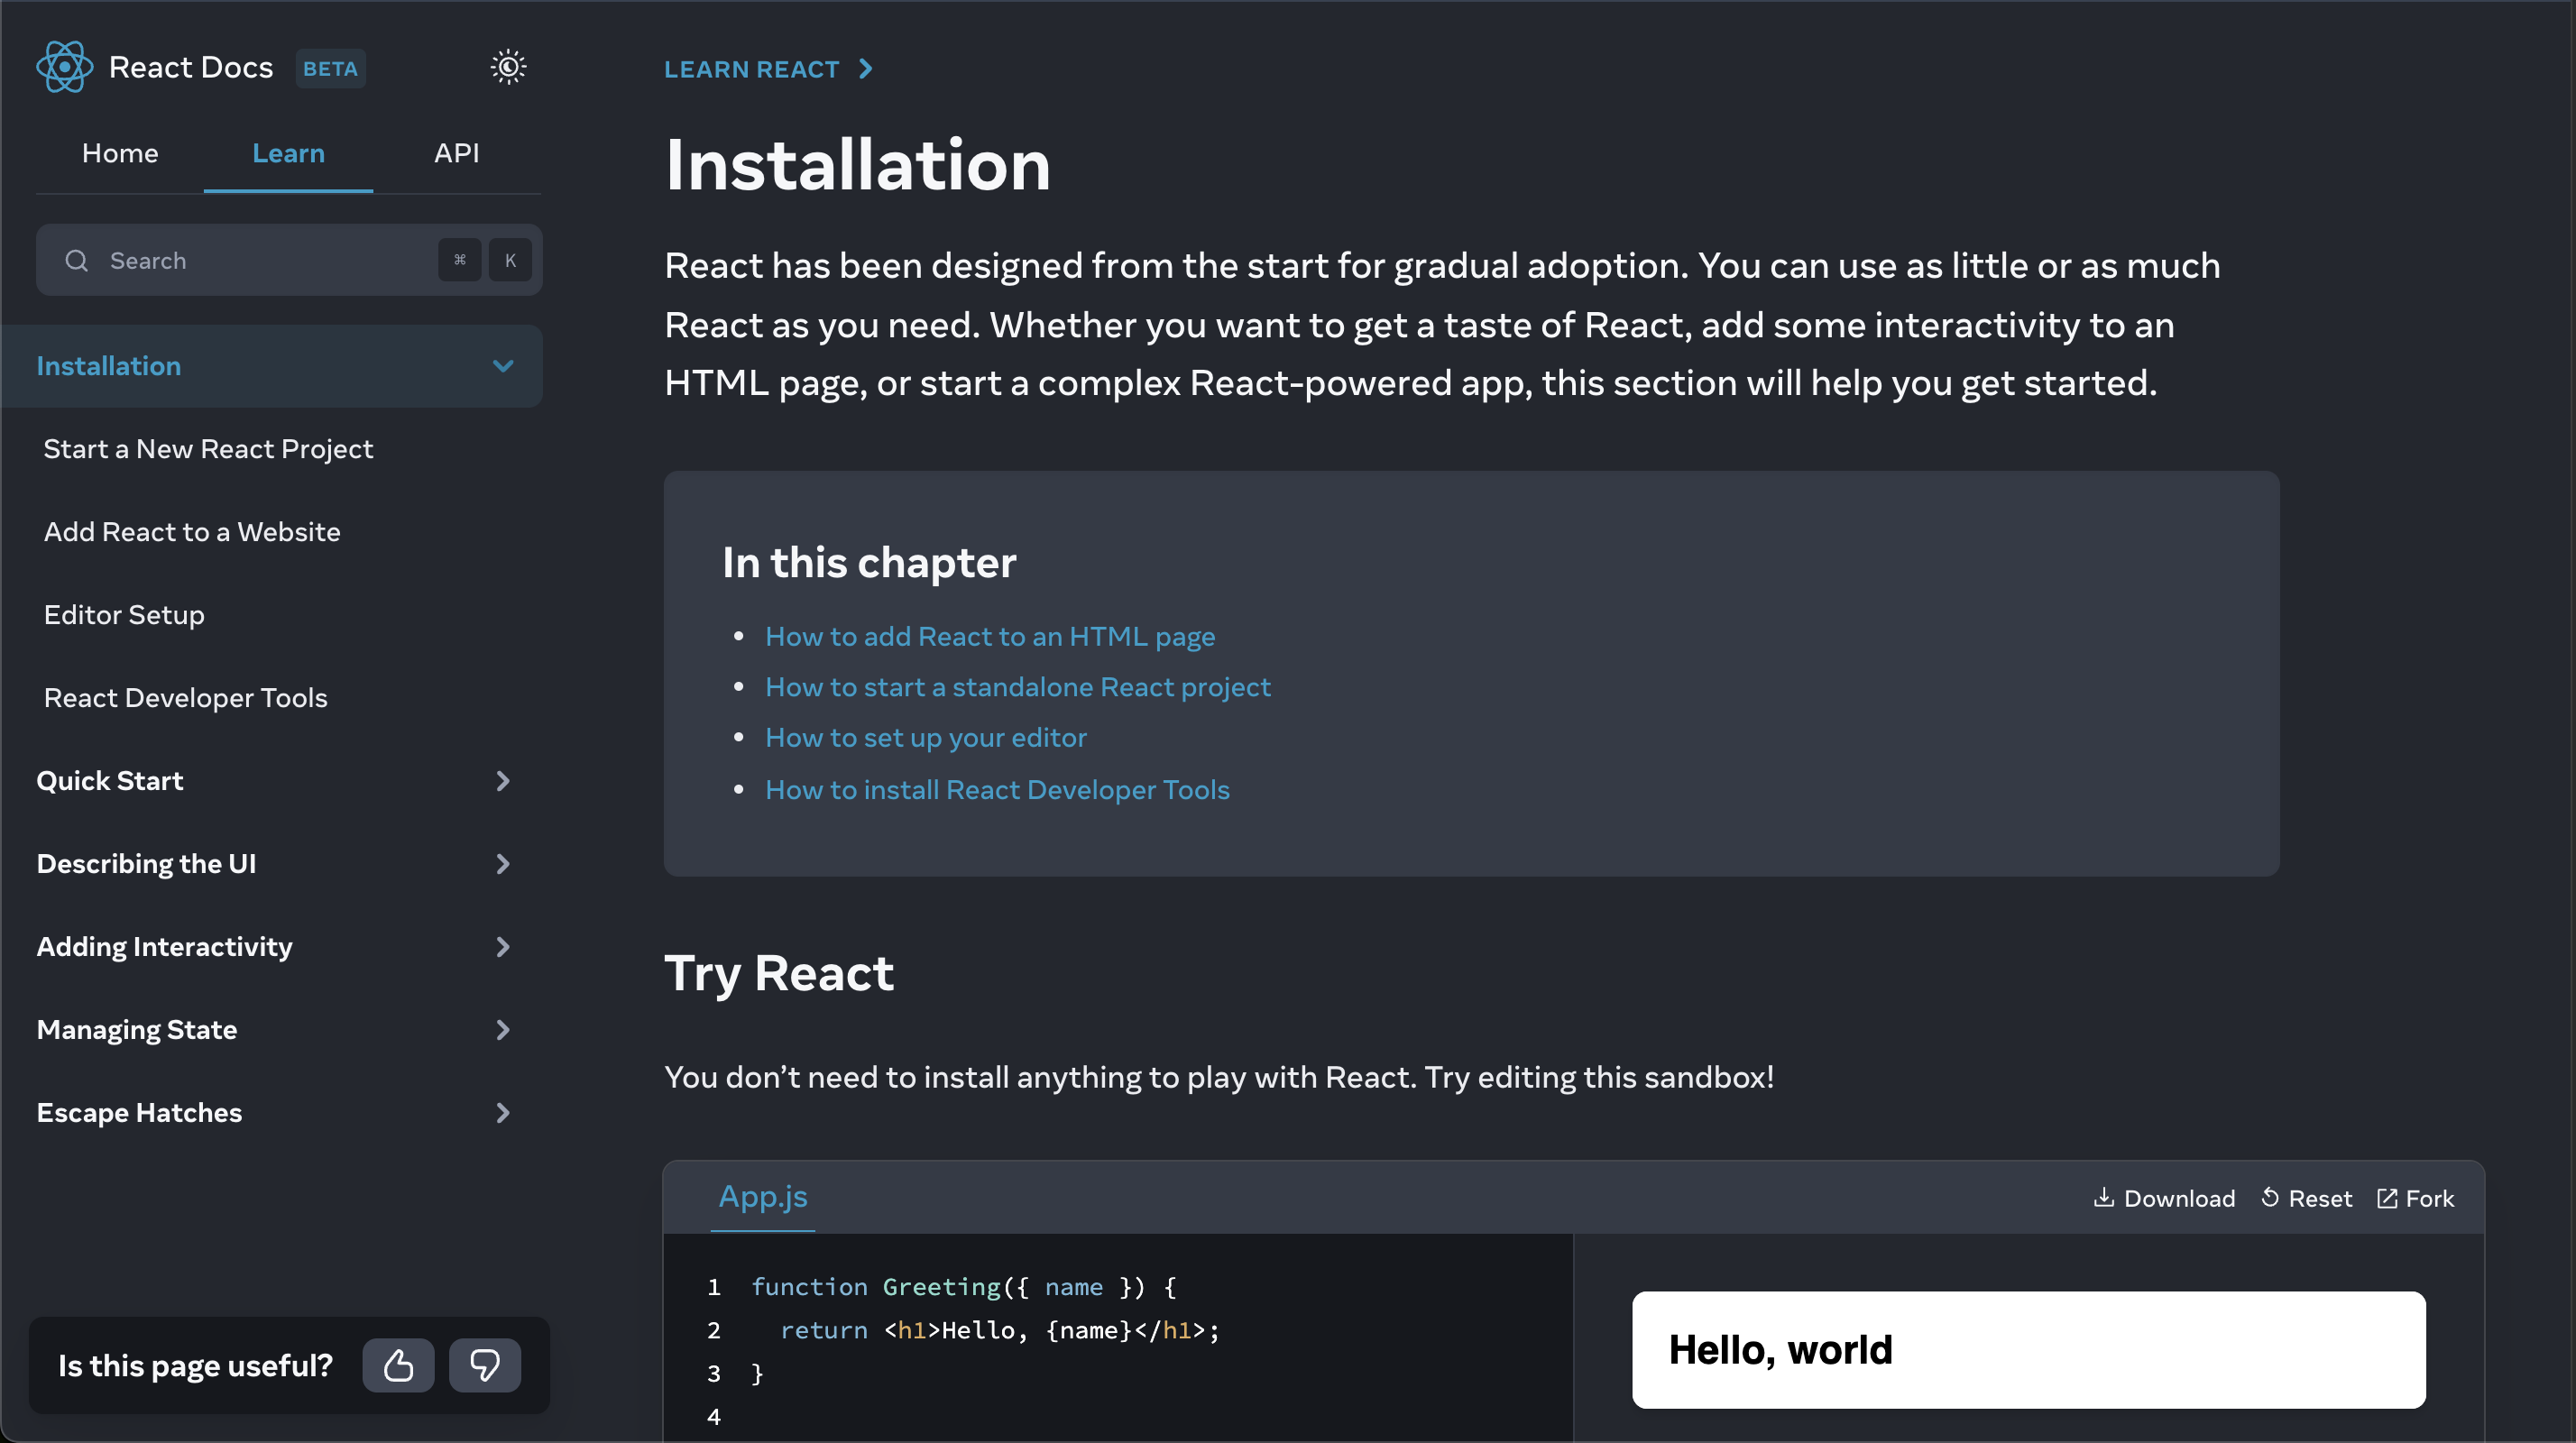 React Docs BETA
Home Learn API
Search ⌘ K
Installation
Start a New React Project
Add React to a Website
Editor Setup
React Developer Tools
Quick Start
Describing the UI
Adding Interactivity
Managing State
Escape Hatches
Is this page useful?
LEARN REACT
Installation
React has been designed from the start for gradual adoption. You can use as little or as much
React as you need. Whether you want to get a taste of React, add some interactivity to an
HTML page, or start a complex React-powered app, this section will help you get started.
In this chapter
• How to add React to an HTML page
• How to start a standalone React project
• How to set up your editor
• How to install React Developer Tools
Try React
You don’t need to install anything to play with React. Try editing this sandbox!
App.js Download Reset Fork
1 function Greeting({ name }) {
2   return <h1>Hello, {name}</h1>;
3 }
4
Hello, world